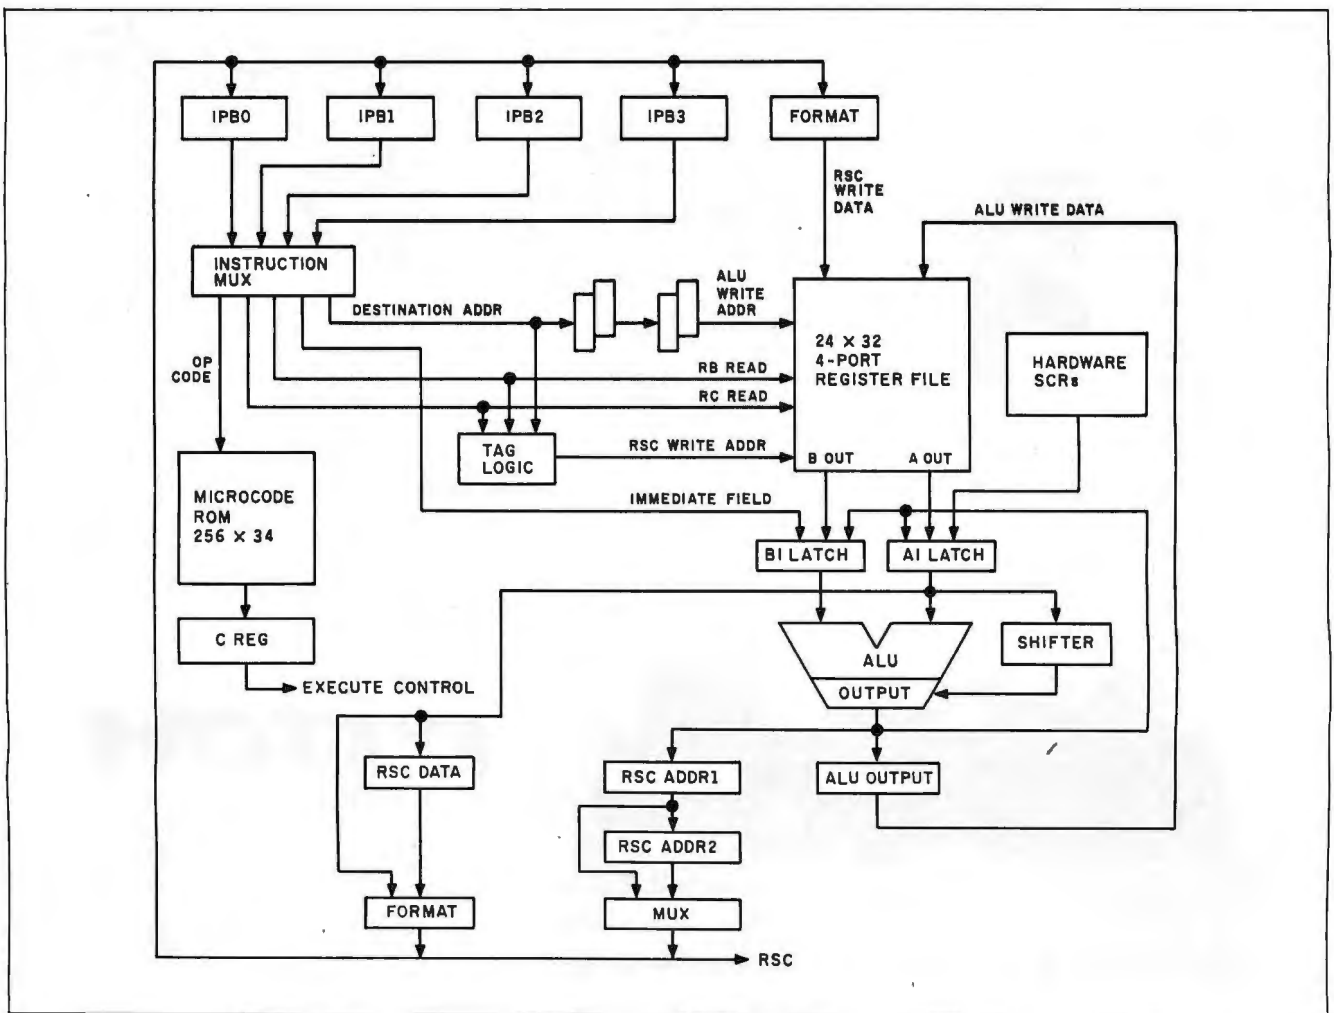 IPB0
IPB1
IPB2
IPB3
FORMAT
RSC
WRITE
DATA
ALU WRITE DATA
INSTRUCTION
MUX
DESTINATION ADDR
ALU
WRITE
ADDR
OP
CODE
24 × 32
4-PORT
REGISTER FILE
HARDWARE
SCRs
RB READ
RC READ
TAG
LOGIC
RSC WRITE ADDR
B OUT
A OUT
MICROCODE
ROM
256 × 34
IMMEDIATE FIELD
BI LATCH
AI LATCH
C REG
ALU
SHIFTER
EXECUTE CONTROL
OUTPUT
RSC DATA
RSC ADDR1
ALU OUTPUT
RSC ADDR2
FORMAT
MUX
RSC